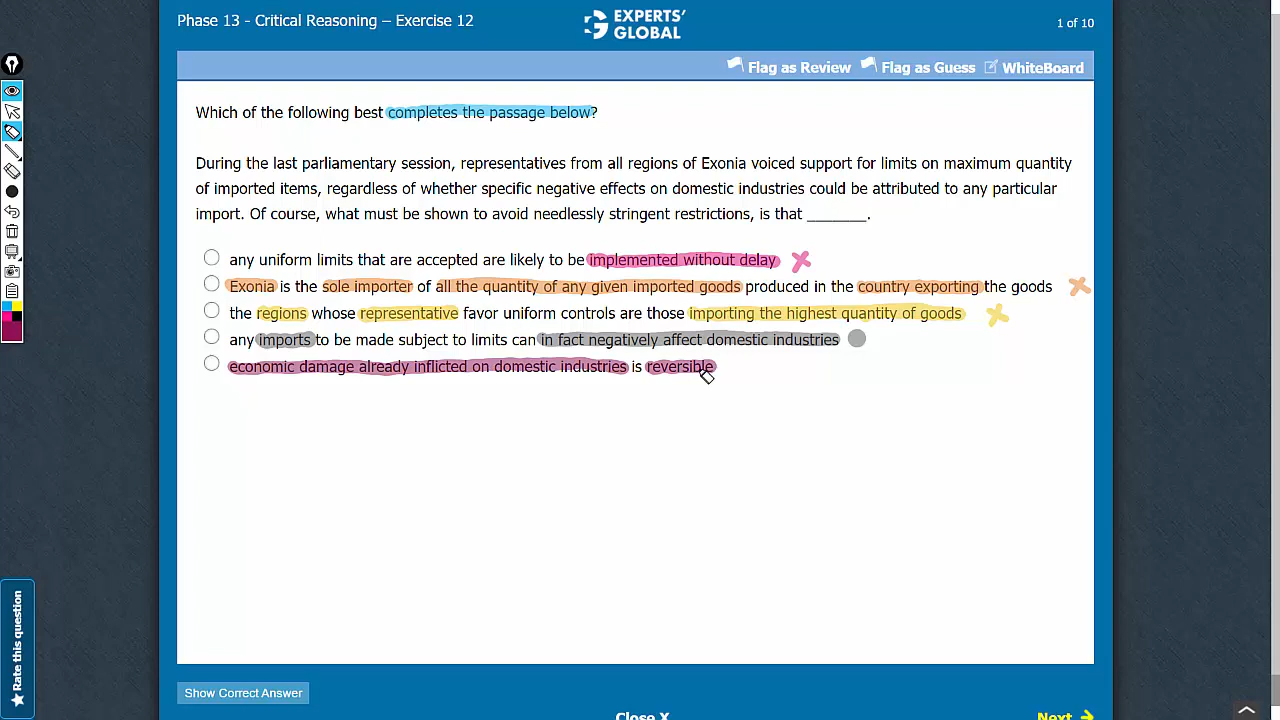 Phase 13 - Critical Reasoning – Exercise 12
EXPERTS'
GLOBAL
1 of 10
Flag as Review
Flag as Guess
WhiteBoard
Which of the following best completes the passage below?
During the last parliamentary session, representatives from all regions of Exonia voiced support for limits on maximum quantity
of imported items, regardless of whether specific negative effects on domestic industries could be attributed to any particular
import. Of course, what must be shown to avoid needlessly stringent restrictions, is that _______.
any uniform limits that are accepted are likely to be implemented without delay
Exonia is the sole importer of all the quantity of any given imported goods produced in the country exporting the goods
the regions whose representative favor uniform controls are those importing the highest quantity of goods
any imports to be made subject to limits can in fact negatively affect domestic industries
economic damage already inflicted on domestic industries is reversible
Rate this question
Show Correct Answer
Close X
Next